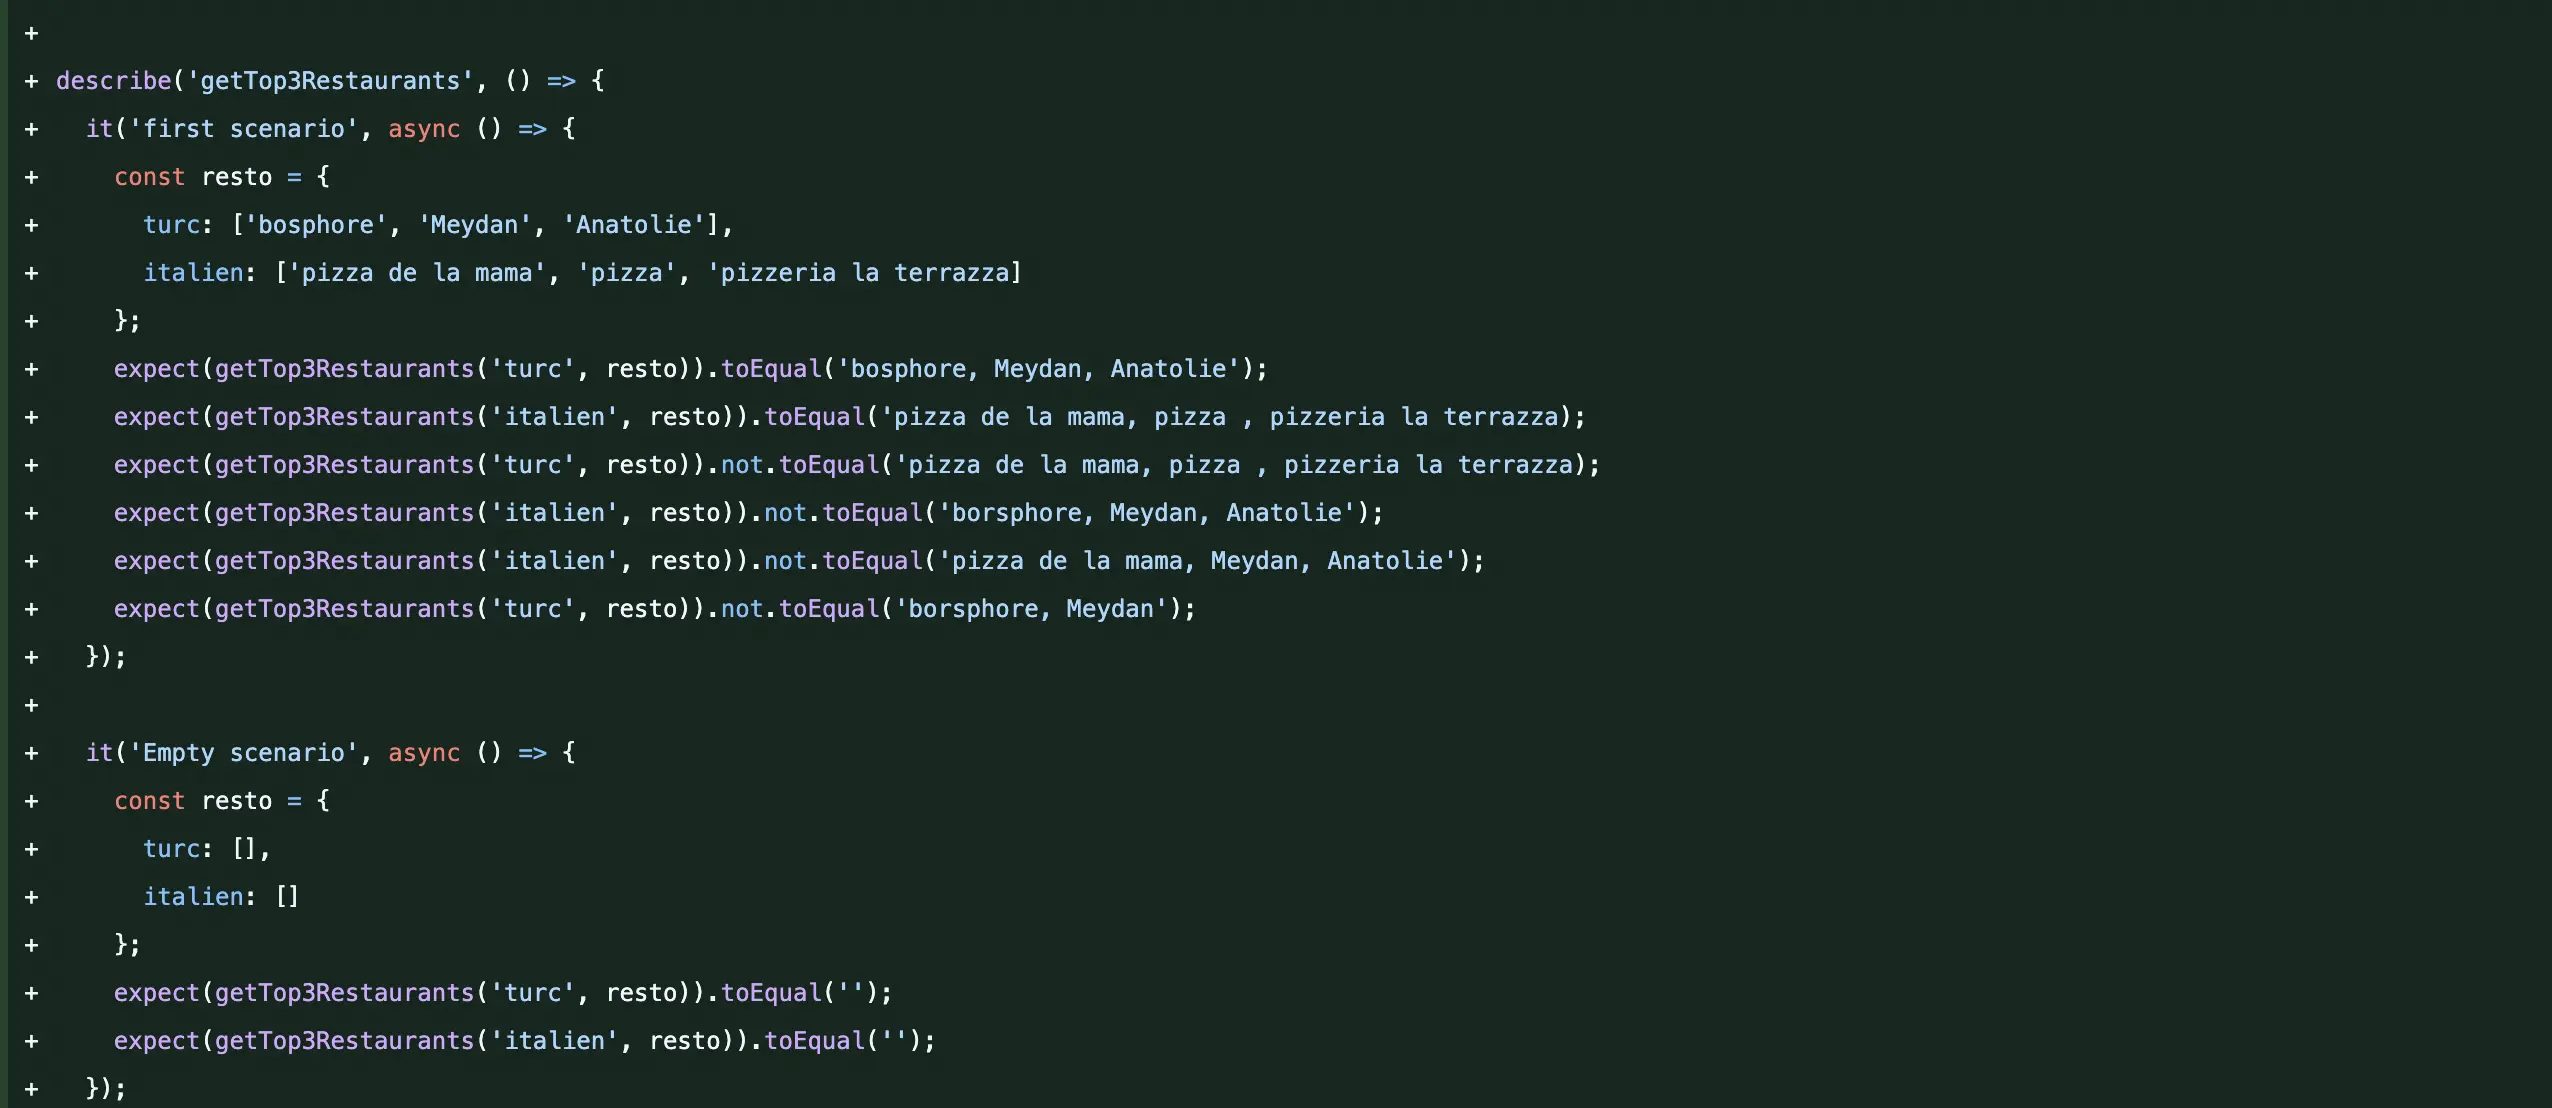 +
+ describe('getTop3Restaurants', () => {
+   it('first scenario', async () => {
+     const resto = {
+       turc: ['bosphore', 'Meydan', 'Anatolie'],
+       italien: ['pizza de la mama', 'pizza', 'pizzeria la terrazza]
+     };
+     expect(getTop3Restaurants('turc', resto)).toEqual('bosphore, Meydan, Anatolie');
+     expect(getTop3Restaurants('italien', resto)).toEqual('pizza de la mama, pizza , pizzeria la terrazza);
+     expect(getTop3Restaurants('turc', resto)).not.toEqual('pizza de la mama, pizza , pizzeria la terrazza);
+     expect(getTop3Restaurants('italien', resto)).not.toEqual('borsphore, Meydan, Anatolie');
+     expect(getTop3Restaurants('italien', resto)).not.toEqual('pizza de la mama, Meydan, Anatolie');
+     expect(getTop3Restaurants('turc', resto)).not.toEqual('borsphore, Meydan');
+   });
+
+   it('Empty scenario', async () => {
+     const resto = {
+       turc: [],
+       italien: []
+     };
+     expect(getTop3Restaurants('turc', resto)).toEqual('');
+     expect(getTop3Restaurants('italien', resto)).toEqual('');
+   });